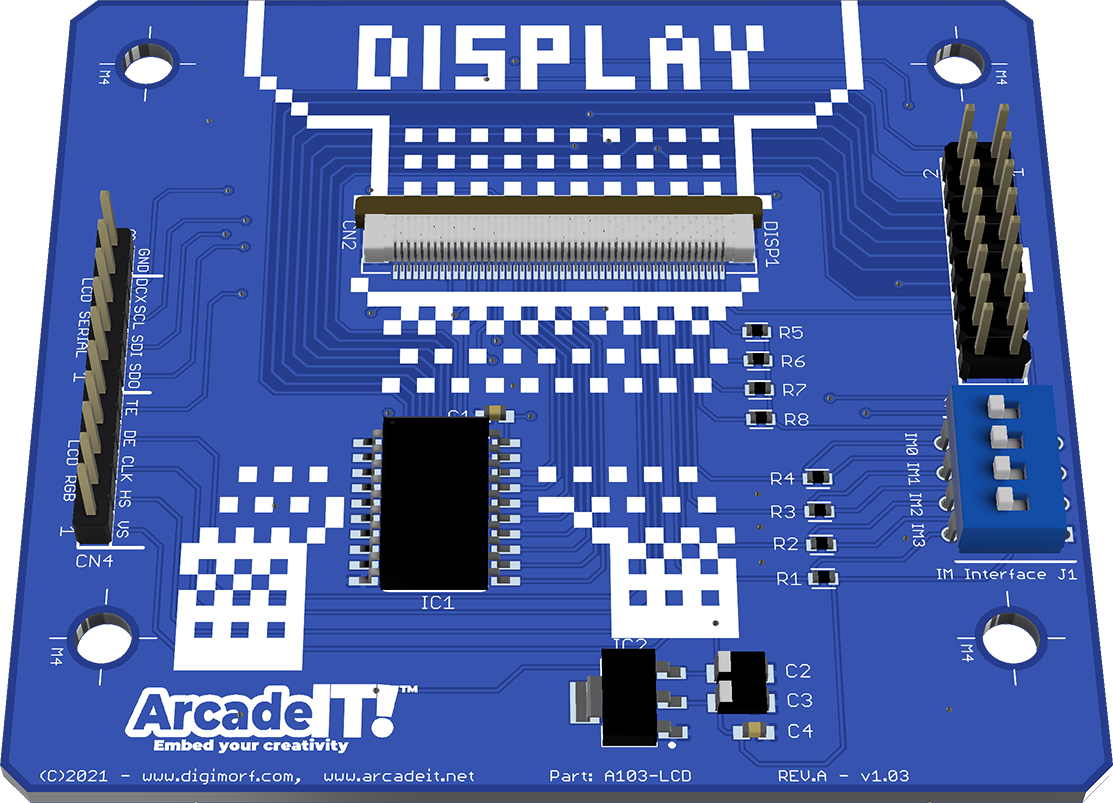 DISPLAY
M4
M4
2
1
CN2
DISP1
8
GND DCX SCL SDI SDO TE DE CLK HS VS
LCD SERIAL 1
LCD RGB 1
CN4
R5
R6
R7
R8
C1
R4
R3
R2
R1
IM0 IM1 IM2 IM3
IM Interface J1
IC1
M4
M4
IC2
C2
C3
C4
ArcadeIT!™
Embed your creativity
(C)2021 - www.digimorf.com, www.arcadeit.net
Part: A103-LCD
REV.A - v1.03